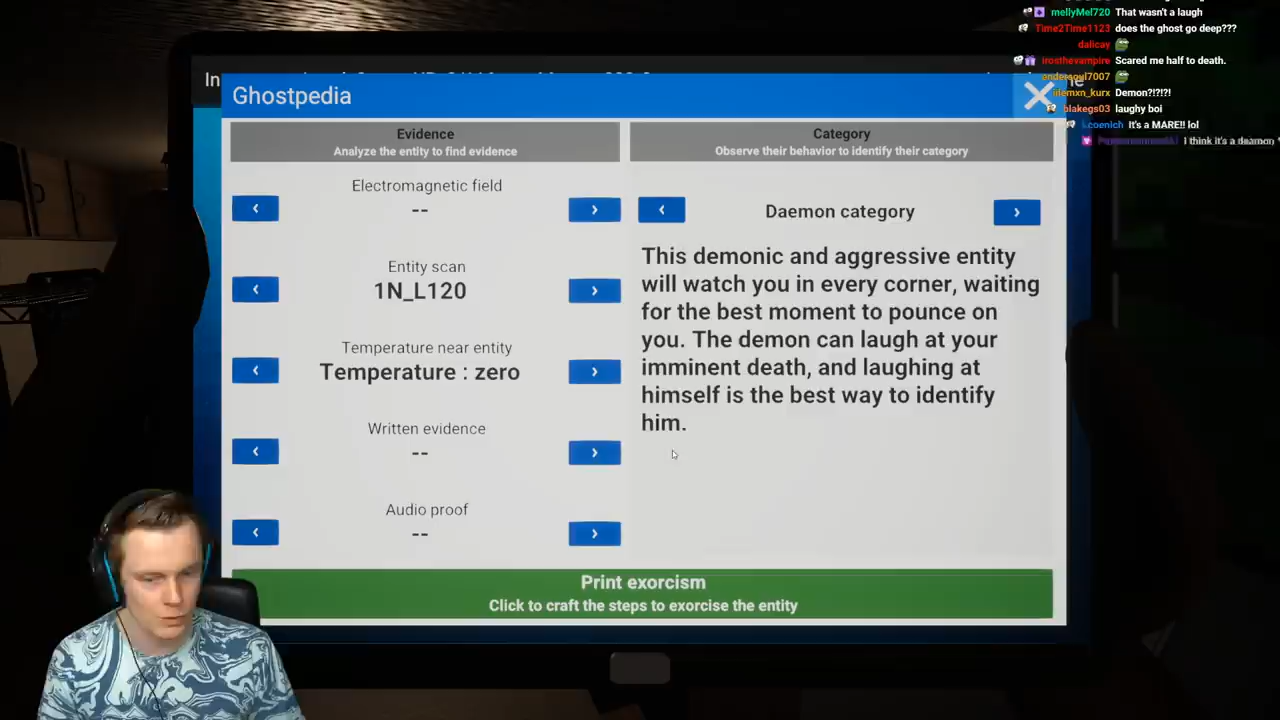 mellyMel720 That wasn't a laugh
Time2Time1123 does the ghost go deep???
dalicay
irosthevampire Scared me half to death.
andersoul7007
Demon?!?!?!
blakegs03 laughy boi
It's a MARE!! lol
I think it's a deamon
In
Ghostpedia
Evidence
Analyze the entity to find evidence
Category
Observe their behavior to identify their category
Electromagnetic field
--
Entity scan
1N_L120
Temperature near entity
Temperature : zero
Written evidence
--
Audio proof
--
Daemon category
This demonic and aggressive entity
will watch you in every corner, waiting
for the best moment to pounce on
you. The demon can laugh at your
imminent death, and laughing at
himself is the best way to identify
him.
Print exorcism
Click to craft the steps to exorcise the entity